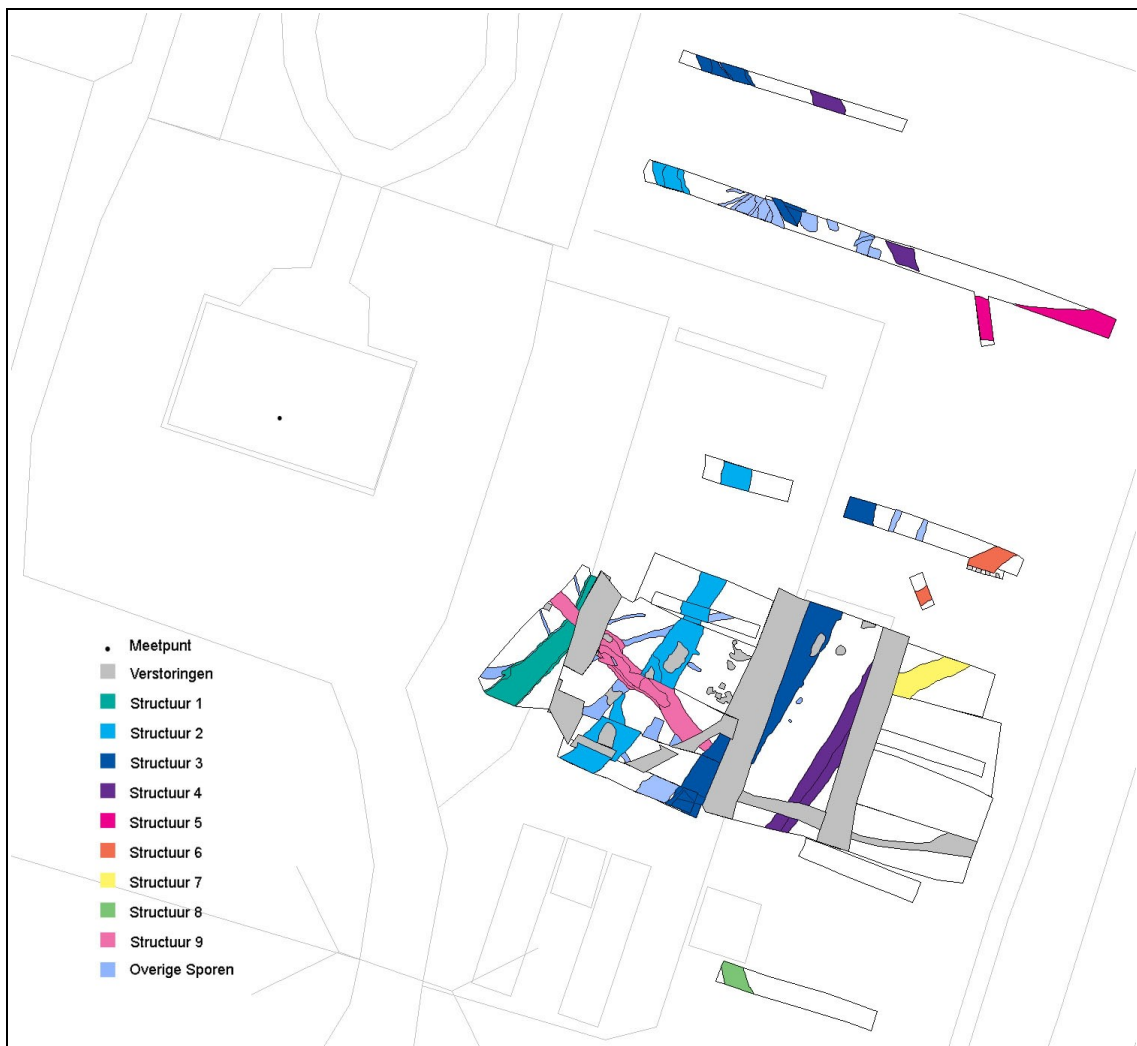 Meetpunt
Verstoringen
Structuur 1
Structuur 2
Structuur 3
Structuur 4
Structuur 5
Structuur 6
Structuur 7
Structuur 8
Structuur 9
Overige Sporen